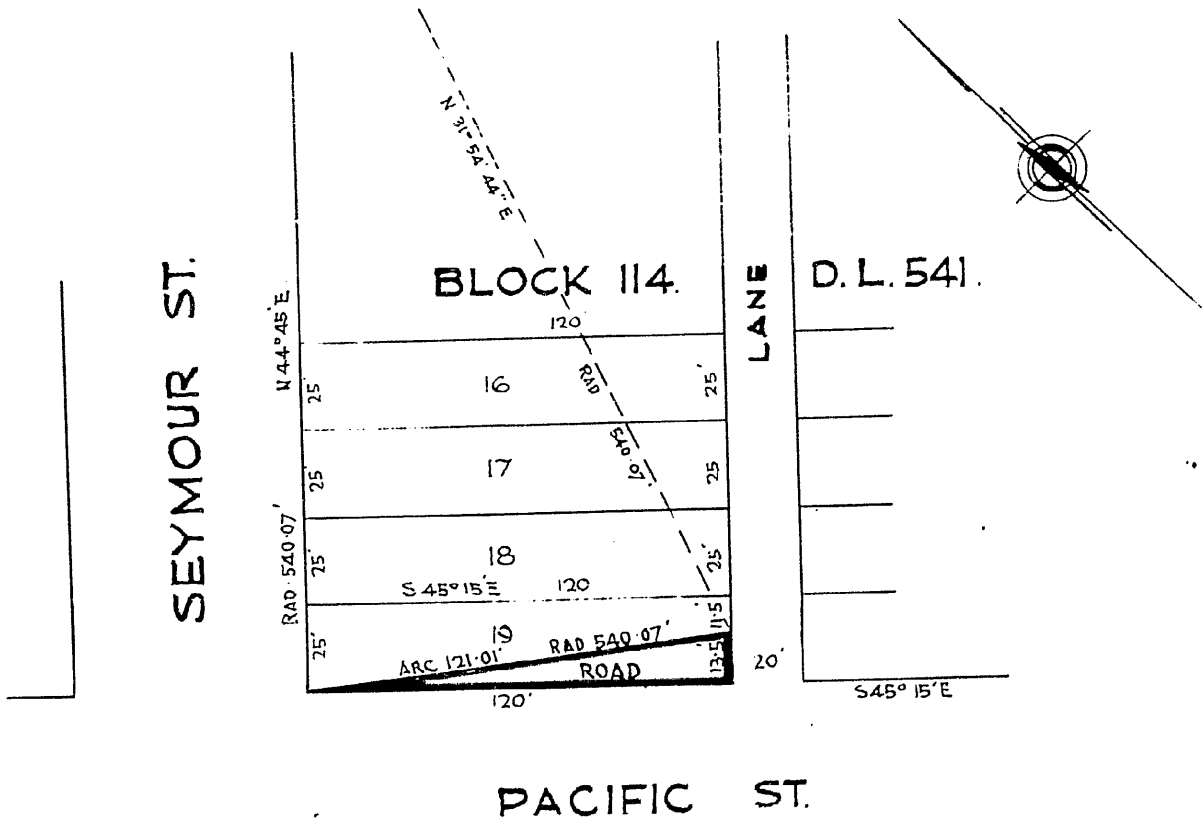 N 31° 54' 44" E
SEYMOUR ST.
BLOCK 114.
LANE
D. L. 541.
N 44° 45' E
120'
25'
16
RAD
25'
25'
17
540.07'
25
RAD. 540.07'
25'
18
25'
S 45° 15' E 120
25'
19
11.5
ARC 121.01' RAD 540.07'
13.5'
ROAD
20'
120'
S 45° 15' E
PACIFIC ST.